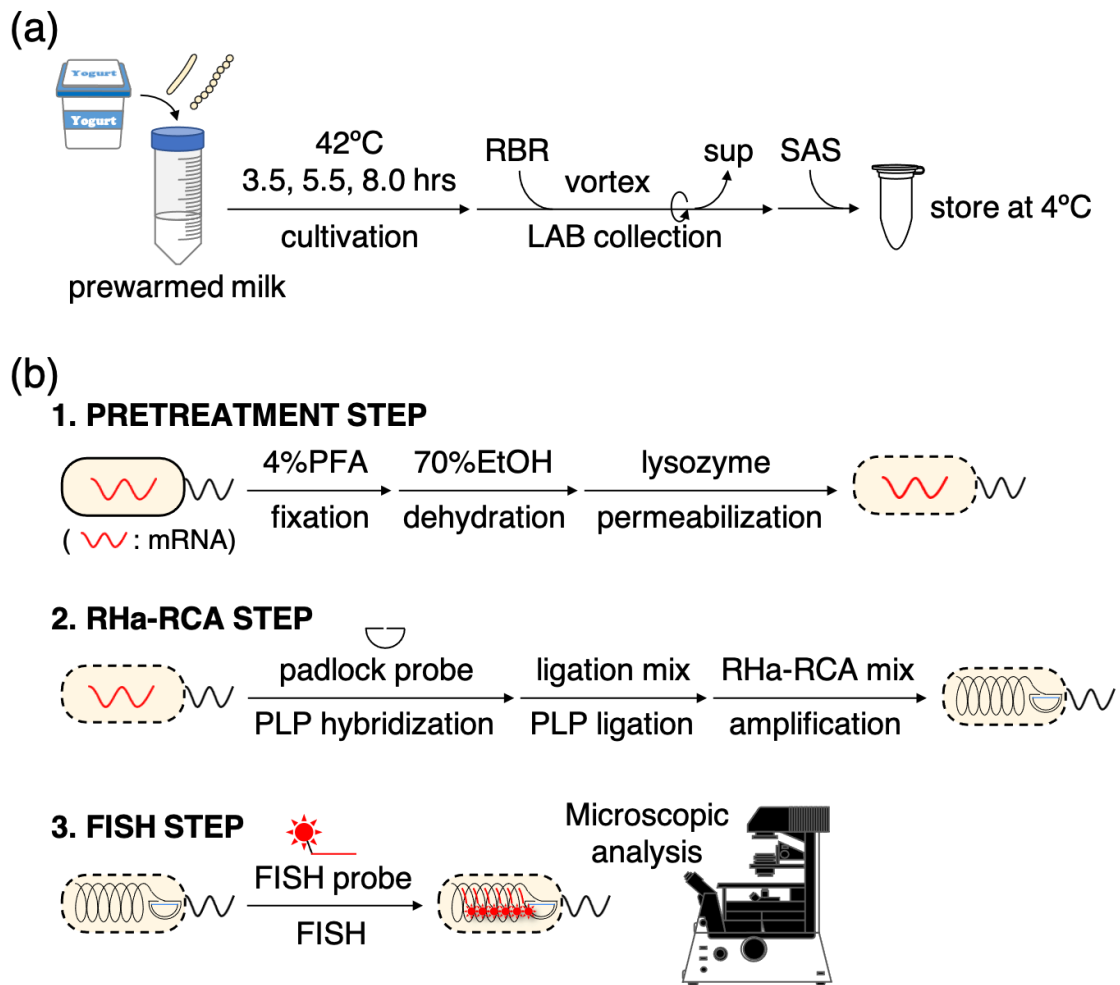 (a)
Yogurt
Yogurt
42ºC
3.5, 5.5, 8.0 hrs
cultivation
prewarmed milk
RBR
vortex
sup
LAB collection
SAS
store at 4ºC
(b)
1. PRETREATMENT STEP
4%PFA
fixation
70%EtOH
dehydration
lysozyme
permeabilization
( : mRNA)
2. RHa-RCA STEP
padlock probe
PLP hybridization
ligation mix
PLP ligation
RHa-RCA mix
amplification
3. FISH STEP
FISH probe
FISH
Microscopic
analysis